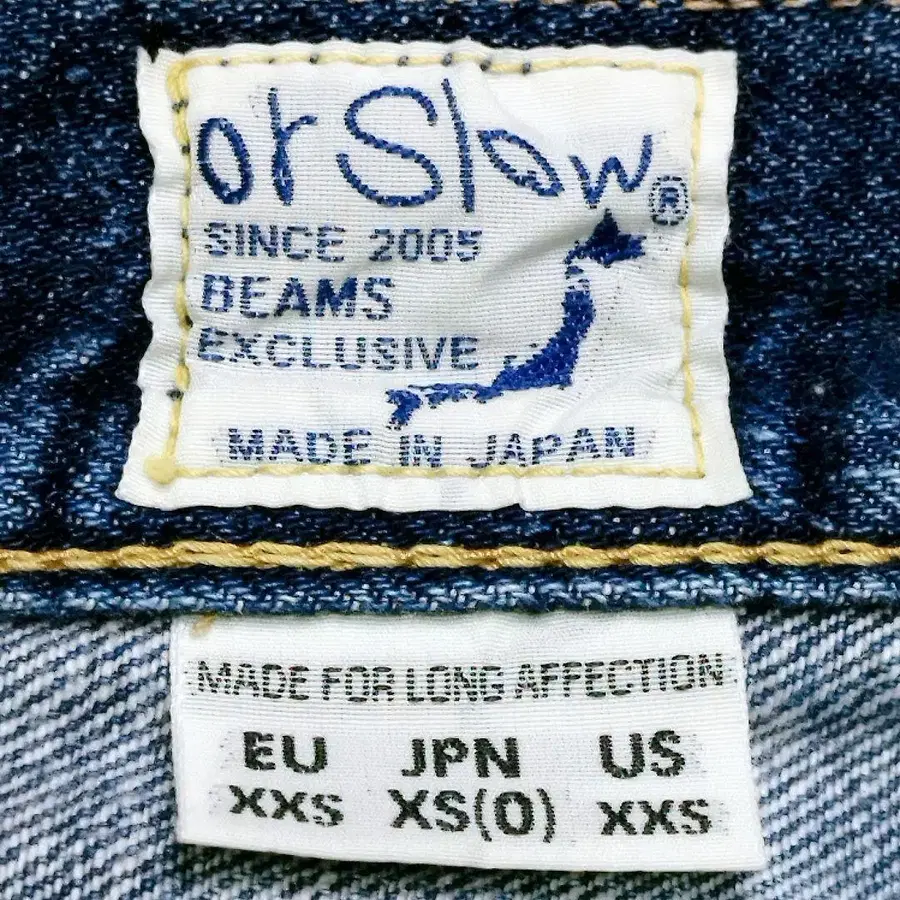 orSlow®
SINCE 2005
BEAMS
EXCLUSIVE
MADE IN JAPAN
MADE FOR LONG AFFECTION
EU JPN US
XXS XS(0) XXS